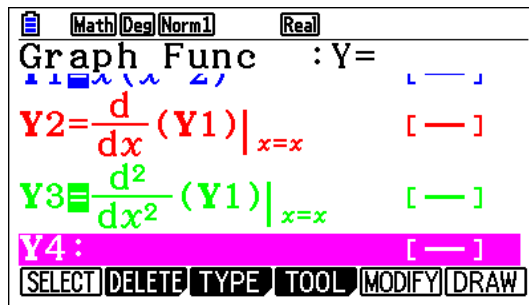 Math Deg Norm1 Real
Graph Func :Y=
Y2=d/dx(Y1)|x=x [—]
Y3=d²/dx²(Y1)|x=x [—]
Y4: [—]
SELECT DELETE TYPE TOOL MODIFY DRAW